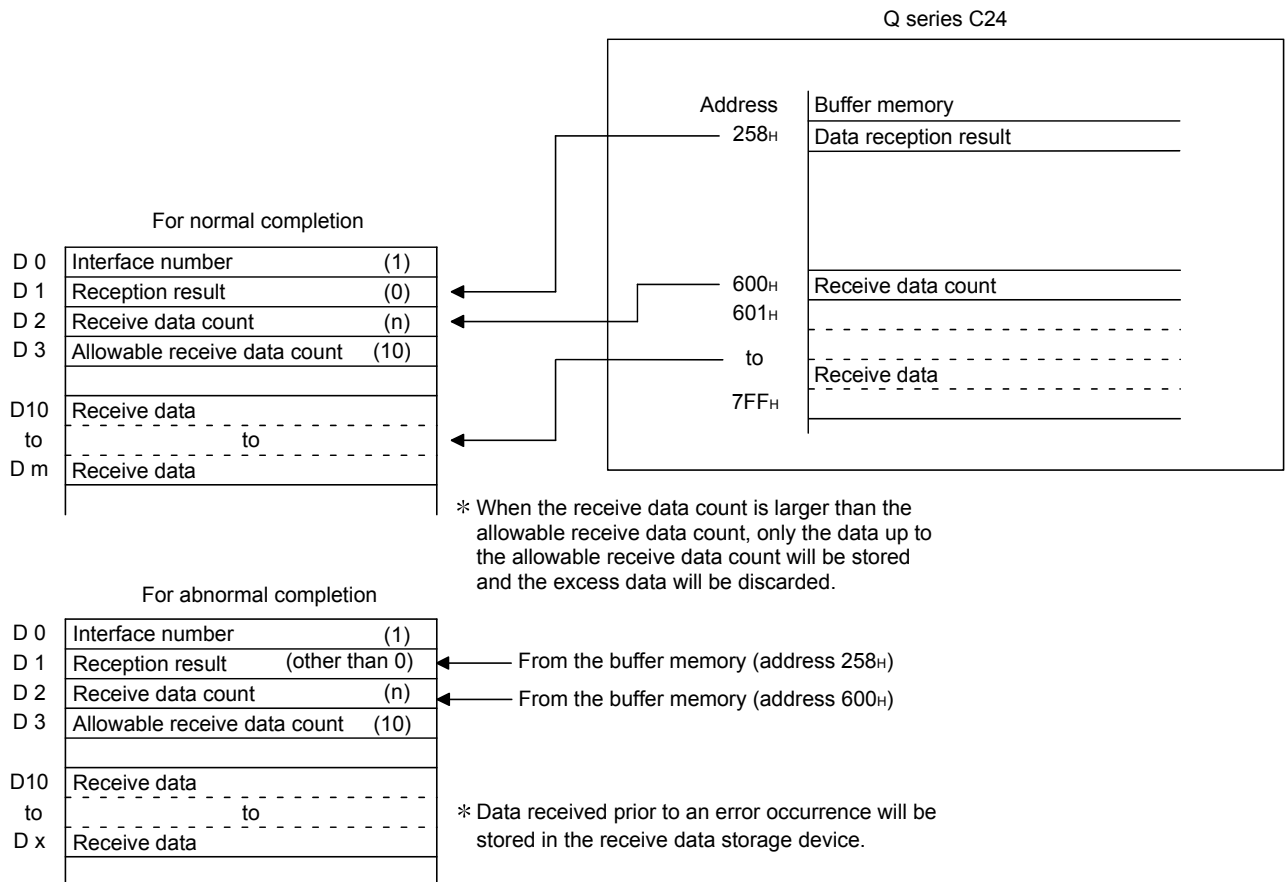 Q series C24
Address Buffer memory
258H Data reception result
For normal completion
D 0 Interface number (1)
D 1 Reception result (0)
600H Receive data count
D 2 Receive data count (n)
601H
D 3 Allowable receive data count (10)
to
Receive data
7FFH
D10 Receive data
to to
D m Receive data
* When the receive data count is larger than the
allowable receive data count, only the data up to
the allowable receive data count will be stored
and the excess data will be discarded.
For abnormal completion
D 0 Interface number (1)
D 1 Reception result (other than 0) From the buffer memory (address 258H)
D 2 Receive data count (n) From the buffer memory (address 600H)
D 3 Allowable receive data count (10)
D10 Receive data
to to
D x Receive data
* Data received prior to an error occurrence will be
stored in the receive data storage device.